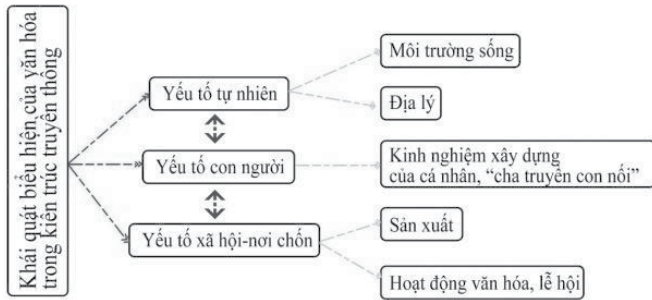 Khái quát biểu hiện của văn hóa
trong kiến trúc truyền thống
Yếu tố tự nhiên
Yếu tố con người
Yếu tố xã hội-nơi chốn
Môi trường sống
Địa lý
Kinh nghiệm xây dựng
của cá nhân, “cha truyền con nối”
Sản xuất
Hoạt động văn hóa, lễ hội